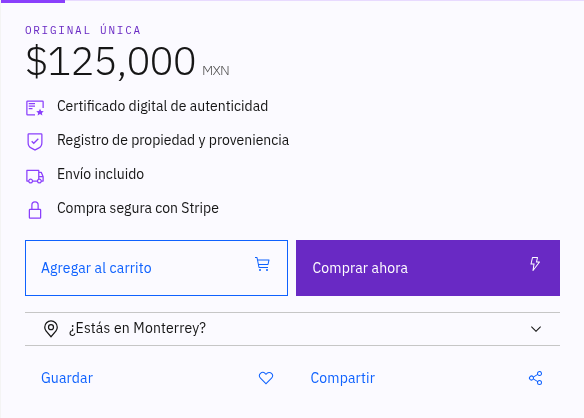 ORIGINAL ÚNICA
$125,000 MXN
Certificado digital de autenticidad
Registro de propiedad y proveniencia
Envío incluido
Compra segura con Stripe
Agregar al carrito
Comprar ahora
¿Estás en Monterrey?
Guardar
Compartir